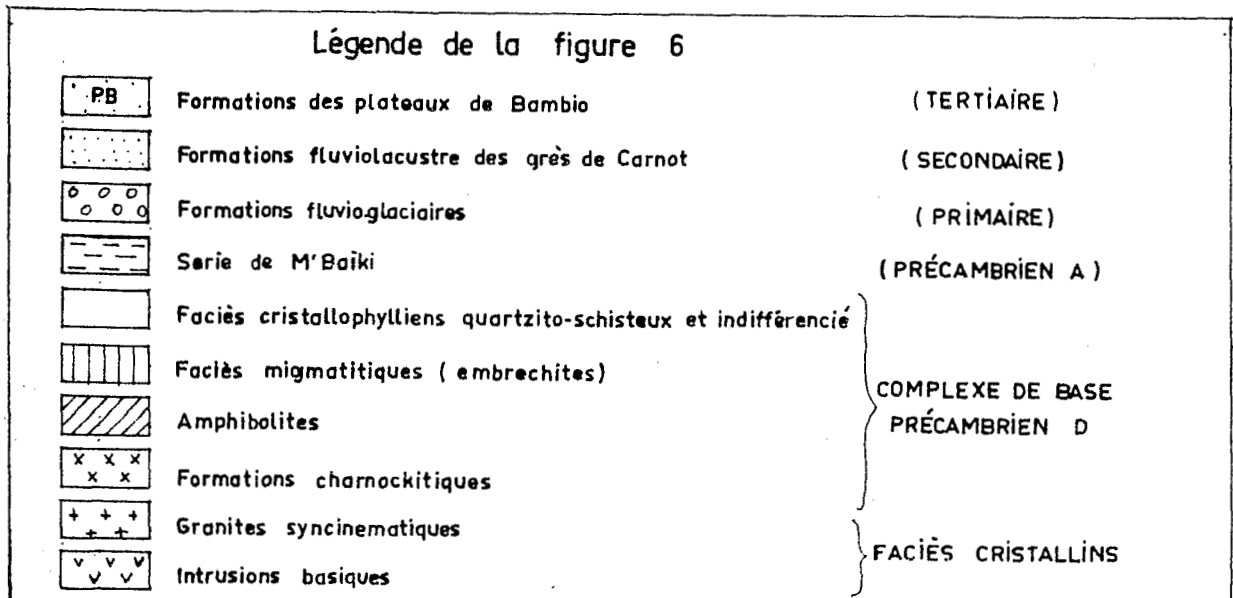 Légende de la figure 6
PB Formations des plateaux de Bambio (TERTIAIRE)
Formations fluviolacustre des grès de Carnot (SECONDAIRE)
Formations fluvio-glaciaires (PRIMAIRE)
Serie de M'Baïki (PRÉCAMBRIEN A)
Faciès cristallophylliens quartzito-schisteux et indifférencié
Faciès migmatitiques (embrechites)
COMPLEXE DE BASE
PRÉCAMBRIEN D
Amphibolites
Formations charnockitiques
Granites syncinematiques
FACIÈS CRISTALLINS
Intrusions basiques